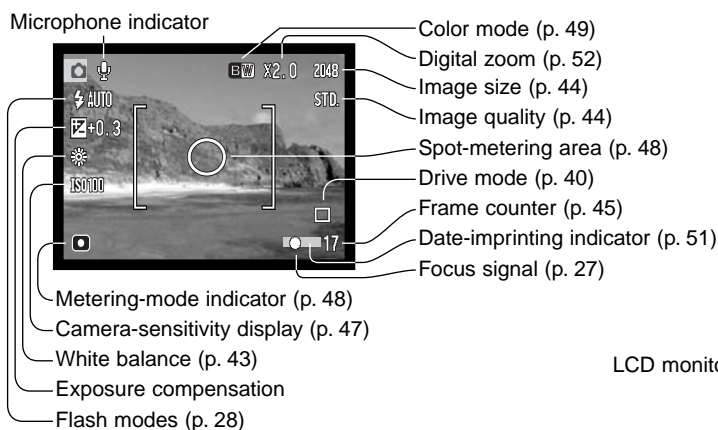 Microphone indicator
Color mode (p. 49)
Digital zoom (p. 52)
Image size (p. 44)
Image quality (p. 44)
Spot-metering area (p. 48)
Drive mode (p. 40)
Frame counter (p. 45)
Date-imprinting indicator (p. 51)
Focus signal (p. 27)
BW X2.0 2048
AUTO STD.
+0.3
ISO100
17
Metering-mode indicator (p. 48)
Camera-sensitivity display (p. 47)
White balance (p. 43)
Exposure compensation
Flash modes (p. 28)
LCD monito